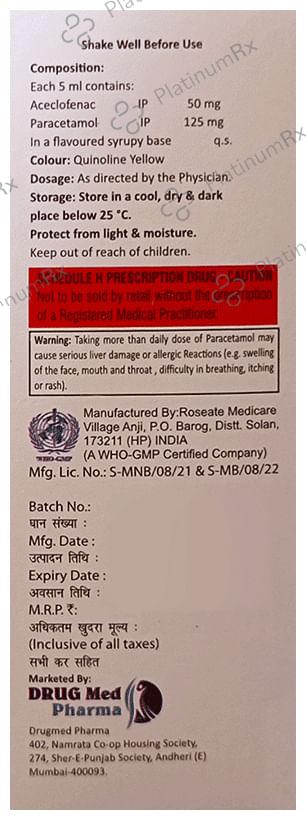 Shake Well Before Use
Composition:
Each 5 ml contains:
Aceclofenac IP 50 mg
Paracetamol IP 125 mg
In a flavoured syrupy base q.s.
Colour: Quinoline Yellow
Dosage: As directed by the Physician.
Storage: Store in a cool, dry & dark
place below 25 °C.
Protect from light & moisture.
Keep out of reach of children.
SCHEDULE H PRESCRIPTION DRUG - CAUTION
Not to be sold by retail without the prescription
of a Registered Medical Practitioner.
Warning: Taking more than daily dose of Paracetamol may
cause serious liver damage or allergic Reactions (e.g. swelling
of the face, mouth and throat , difficulty in breathing, itching
or rash).
WHO-GMP
Manufactured By:Roseate Medicare
Village Anji, P.O. Barog, Distt. Solan,
173211 (HP) INDIA
(A WHO-GMP Certified Company)
Mfg. Lic. No.: S-MNB/08/21 & S-MB/08/22
Batch No.:
घान संख्या :
Mfg. Date :
उत्पादन तिथि :
Expiry Date :
अवसान तिथि :
M.R.P. ₹:
अधिकतम खुदरा मूल्य :
(Inclusive of all taxes)
सभी कर सहित
Marketed By:
DRUG Med
Pharma
Drugmed Pharma
402, Namrata Co-op Housing Society,
274, Sher-E-Punjab Society, Andheri (E)
Mumbai-400093.
PlatinumRx
PlatinumRx
PlatinumRx
PlatinumRx